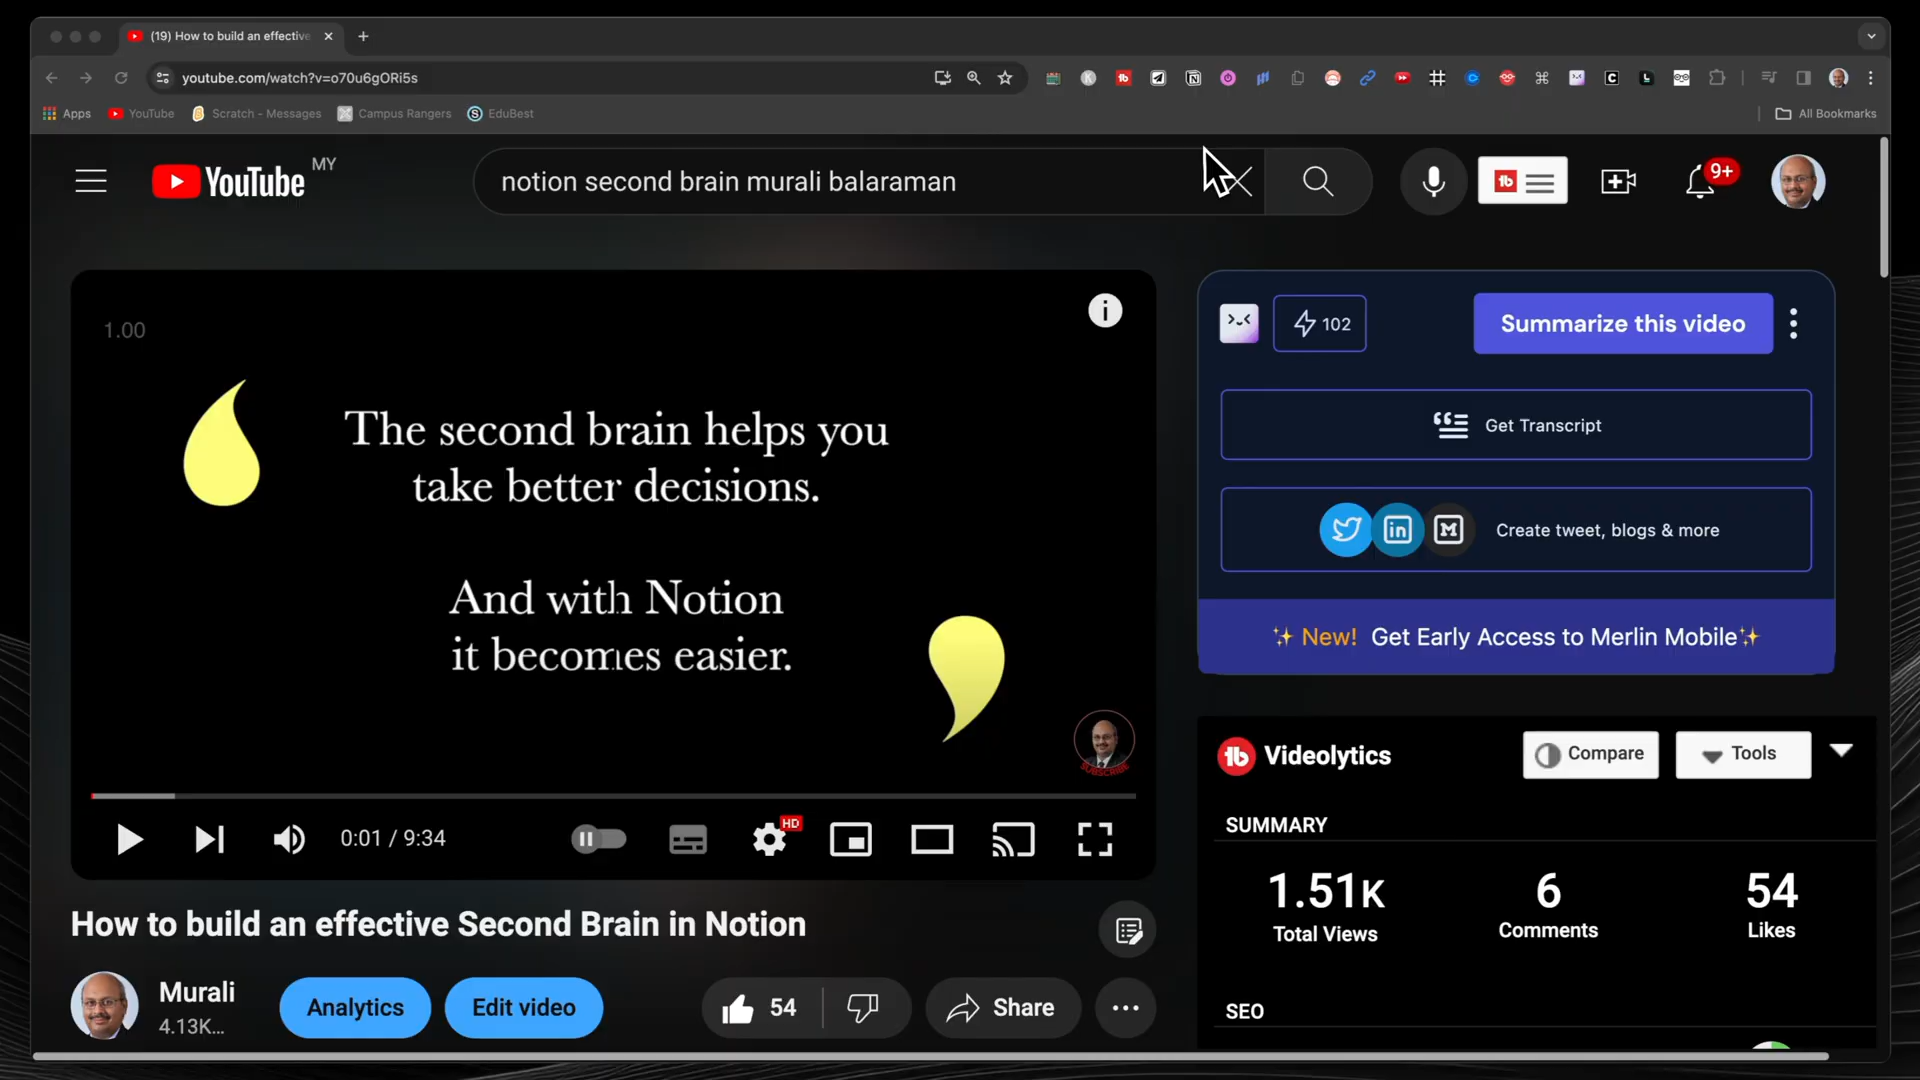 (19) How to build an effective
youtube.com/watch?v=o70u6gORi5s
Apps
YouTube
Scratch - Messages
Campus Rangers
EduBest
All Bookmarks
YouTube MY
notion second brain murali balaraman
9+
1.00
The second brain helps you
take better decisions.
And with Notion
it becomes easier.
SUBSCRIBE
0:01 / 9:34
HD
How to build an effective Second Brain in Notion
Murali
4.13K...
Analytics
Edit video
54
Share
102
Summarize this video
Get Transcript
Create tweet, blogs & more
✨ New! Get Early Access to Merlin Mobile✨
Videolytics
Compare
Tools
SUMMARY
1.51K
Total Views
6
Comments
54
Likes
SEO